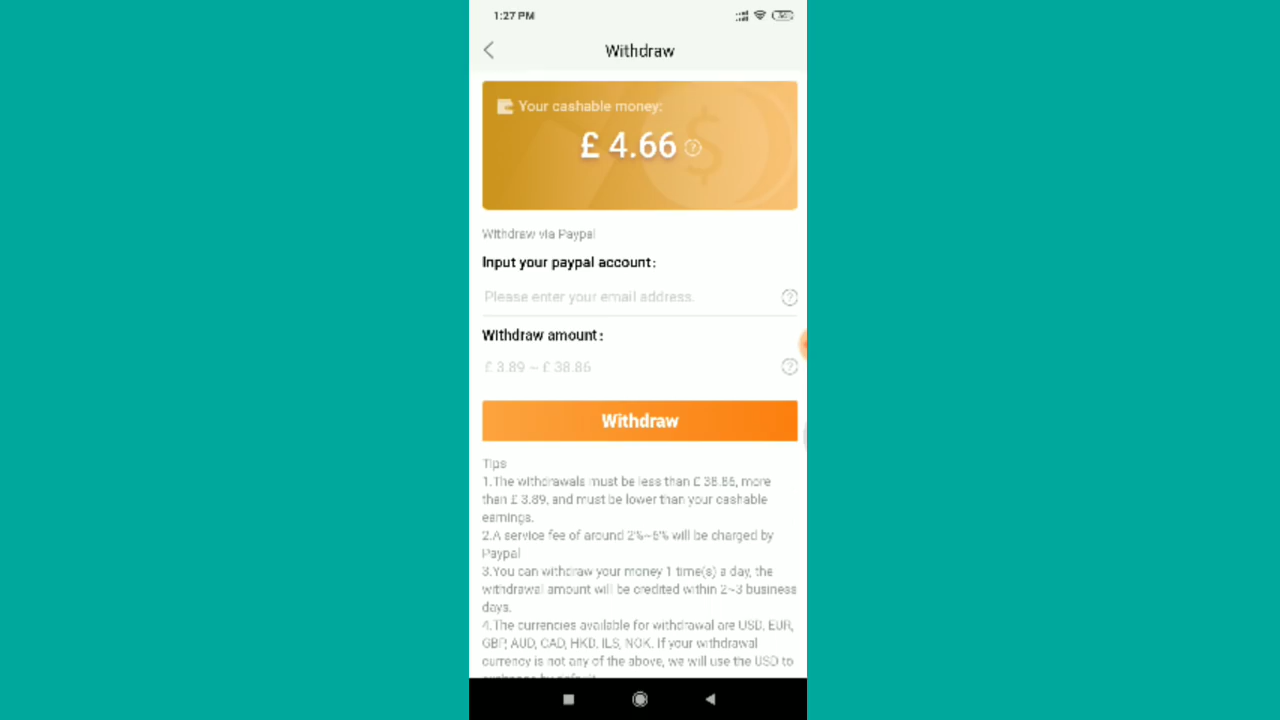 1:27 PM
Withdraw
Your cashable money:
£ 4.66
Withdraw via Paypal
Input your paypal account:
Please enter your email address.
Withdraw amount:
£ 3.89 ~ £ 38.86
Withdraw
Tips
1.The withdrawals must be less than £ 38.86, more
than £ 3.89, and must be lower than your cashable
earnings.
2.A service fee of around 2%~6% will be charged by
Paypal
3.You can withdraw your money 1 time(s) a day, the
withdrawal amount will be credited within 2~3 business
days.
4.The currencies available for withdrawal are USD, EUR,
GBP, AUD, CAD, HKD, ILS, NOK. If your withdrawal
currency is not any of the above, we will use the USD to